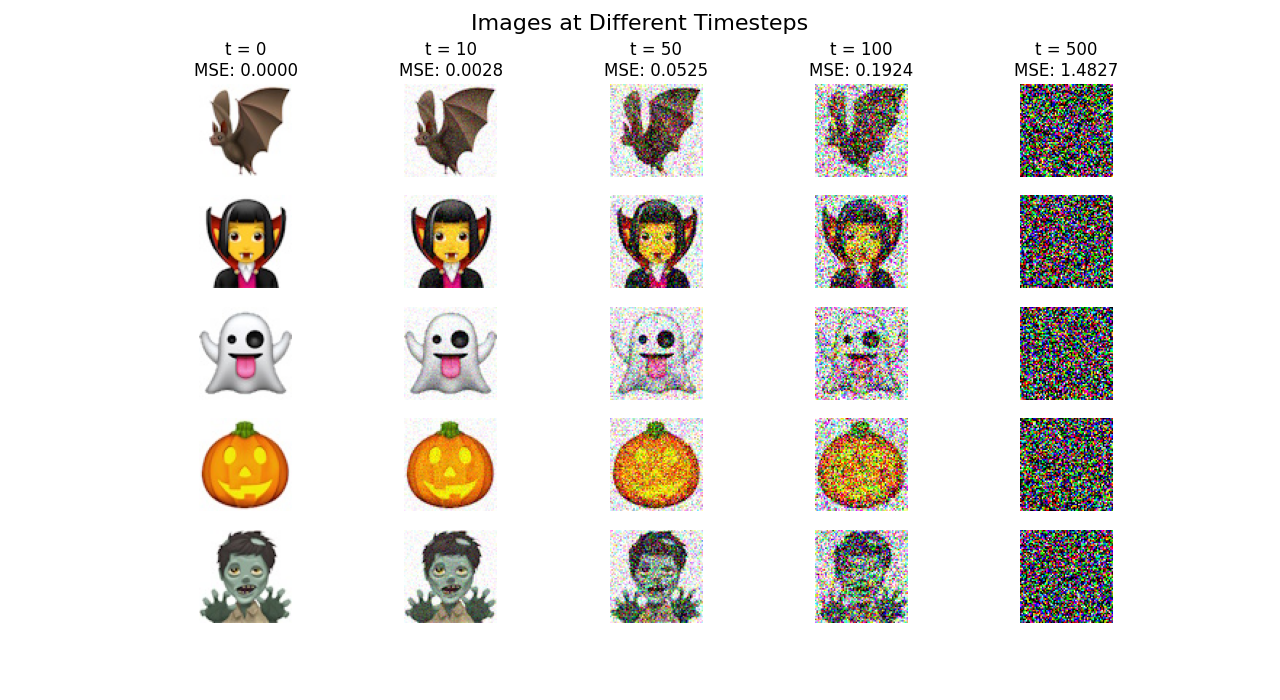 Images at Different Timesteps
t = 0
MSE: 0.0000
t = 10
MSE: 0.0028
t = 50
MSE: 0.0525
t = 100
MSE: 0.1924
t = 500
MSE: 1.4827